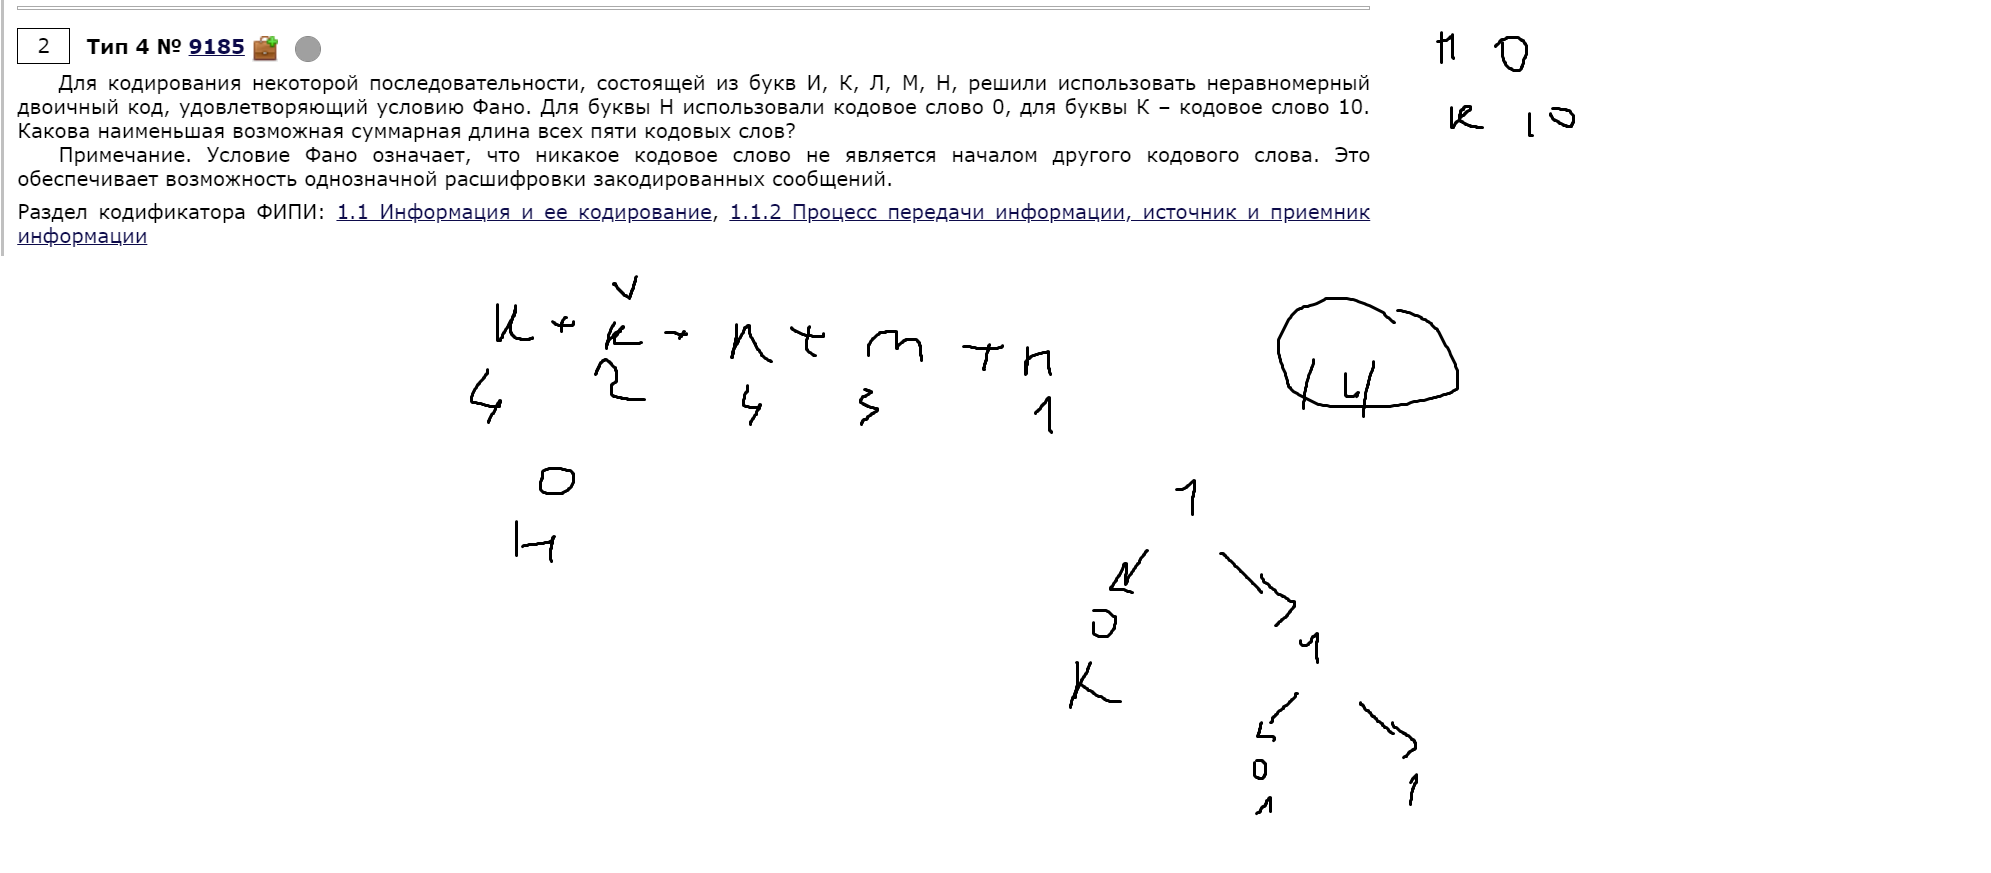 2 Тип 4 № 9185
Для кодирования некоторой последовательности, состоящей из букв И, К, Л, М, Н, решили использовать неравномерный
двоичный код, удовлетворяющий условию Фано. Для буквы Н использовали кодовое слово 0, для буквы К – кодовое слово 10.
Какова наименьшая возможная суммарная длина всех пяти кодовых слов?
Примечание. Условие Фано означает, что никакое кодовое слово не является началом другого кодового слова. Это
обеспечивает возможность однозначной расшифровки закодированных сообщений.
Раздел кодификатора ФИПИ: 1.1 Информация и ее кодирование, 1.1.2 Процесс передачи информации, источник и приемник
информации
Н 0
К 10
4 2 4 3 1
0
Н
1
0
К
1
0
1